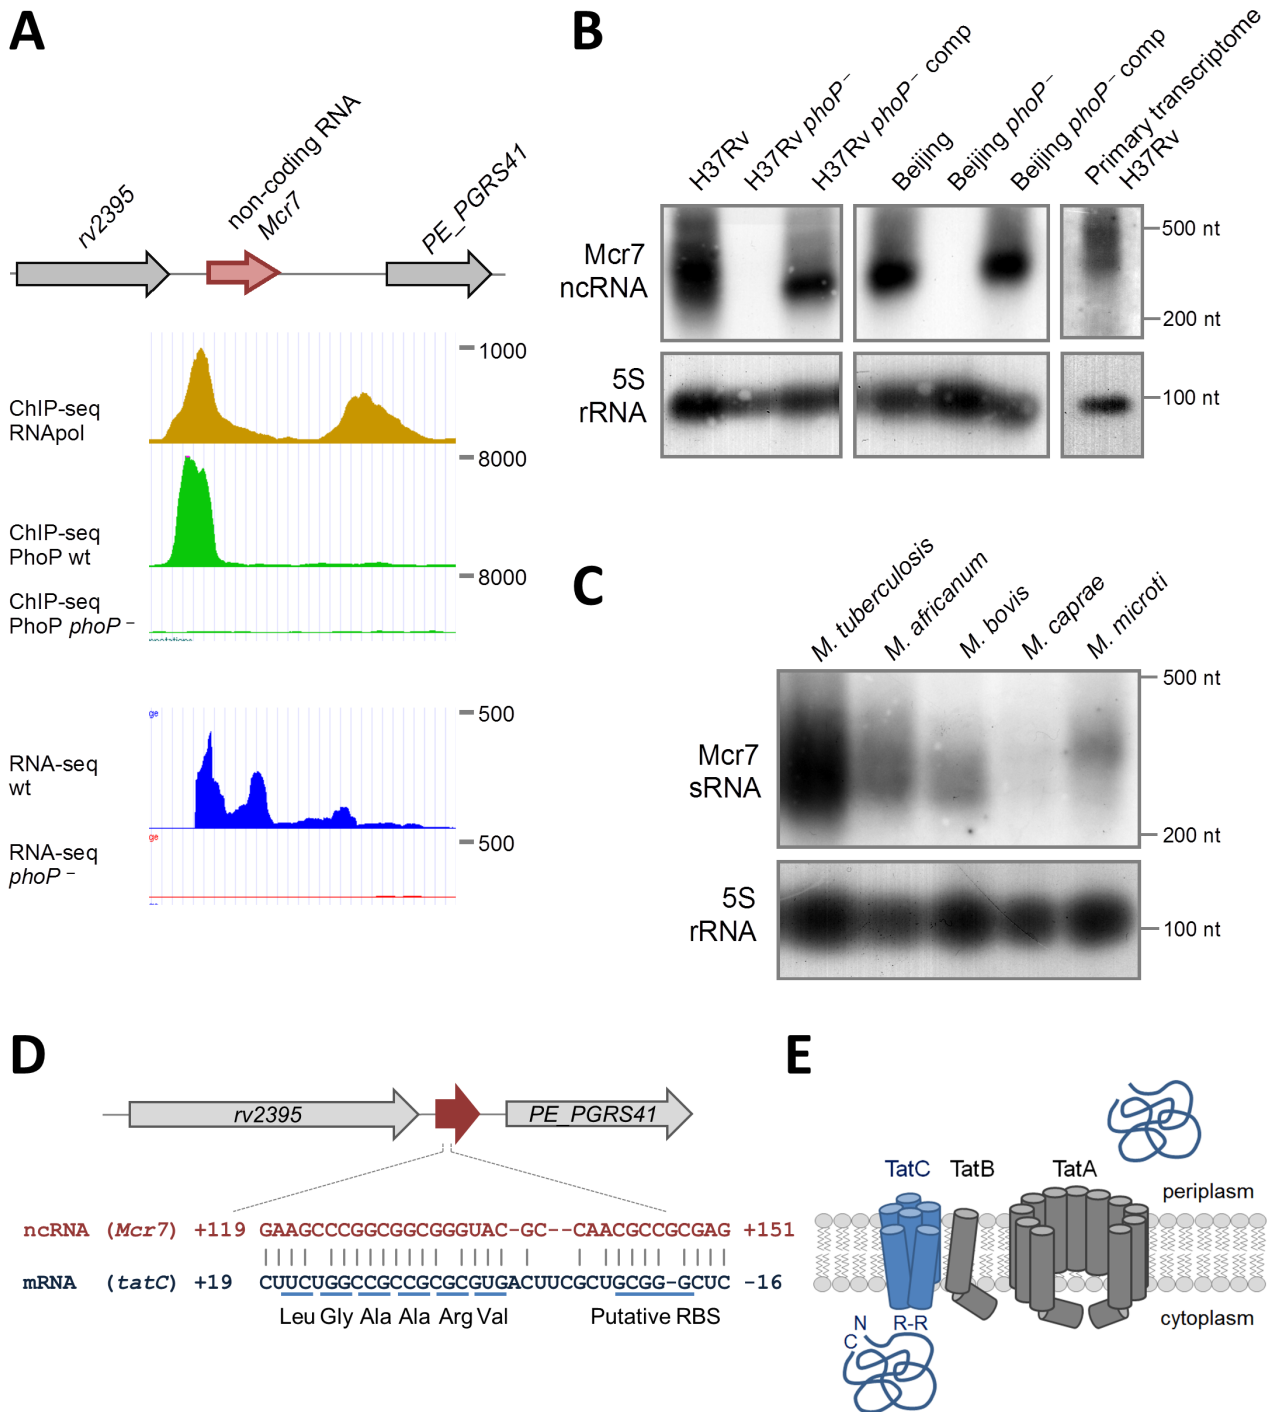 A
rv2395
non-coding RNA
Mcr7
PE_PGRS41
1000
ChIP-seq
RNApol
8000
ChIP-seq
PhoP wt
8000
ChIP-seq
PhoP phoP –
500
RNA-seq
wt
500
RNA-seq
phoP –
B
H37Rv
H37Rv phoP –
H37Rv phoP – comp
Beijing
Beijing phoP –
Beijing phoP – comp
Primary transcriptome
H37Rv
Mcr7
ncRNA
500 nt
200 nt
5S
rRNA
100 nt
C
M. tuberculosis
M. africanum
M. bovis
M. caprae
M. microti
Mcr7
sRNA
500 nt
200 nt
5S
rRNA
100 nt
D
rv2395
PE_PGRS41
ncRNA (Mcr7) +119 GAAGCCCGGCGGCGGGUAC-GC--CAACGCCGCGAG +151
mRNA (tatC) +19 CUUCUGGCCGCCGCGCGUGACUUCGCUGCGG-GCUC -16
Leu Gly Ala Ala Arg Val Putative RBS
E
TatC TatB TatA
periplasm
cytoplasm
N R-R
C